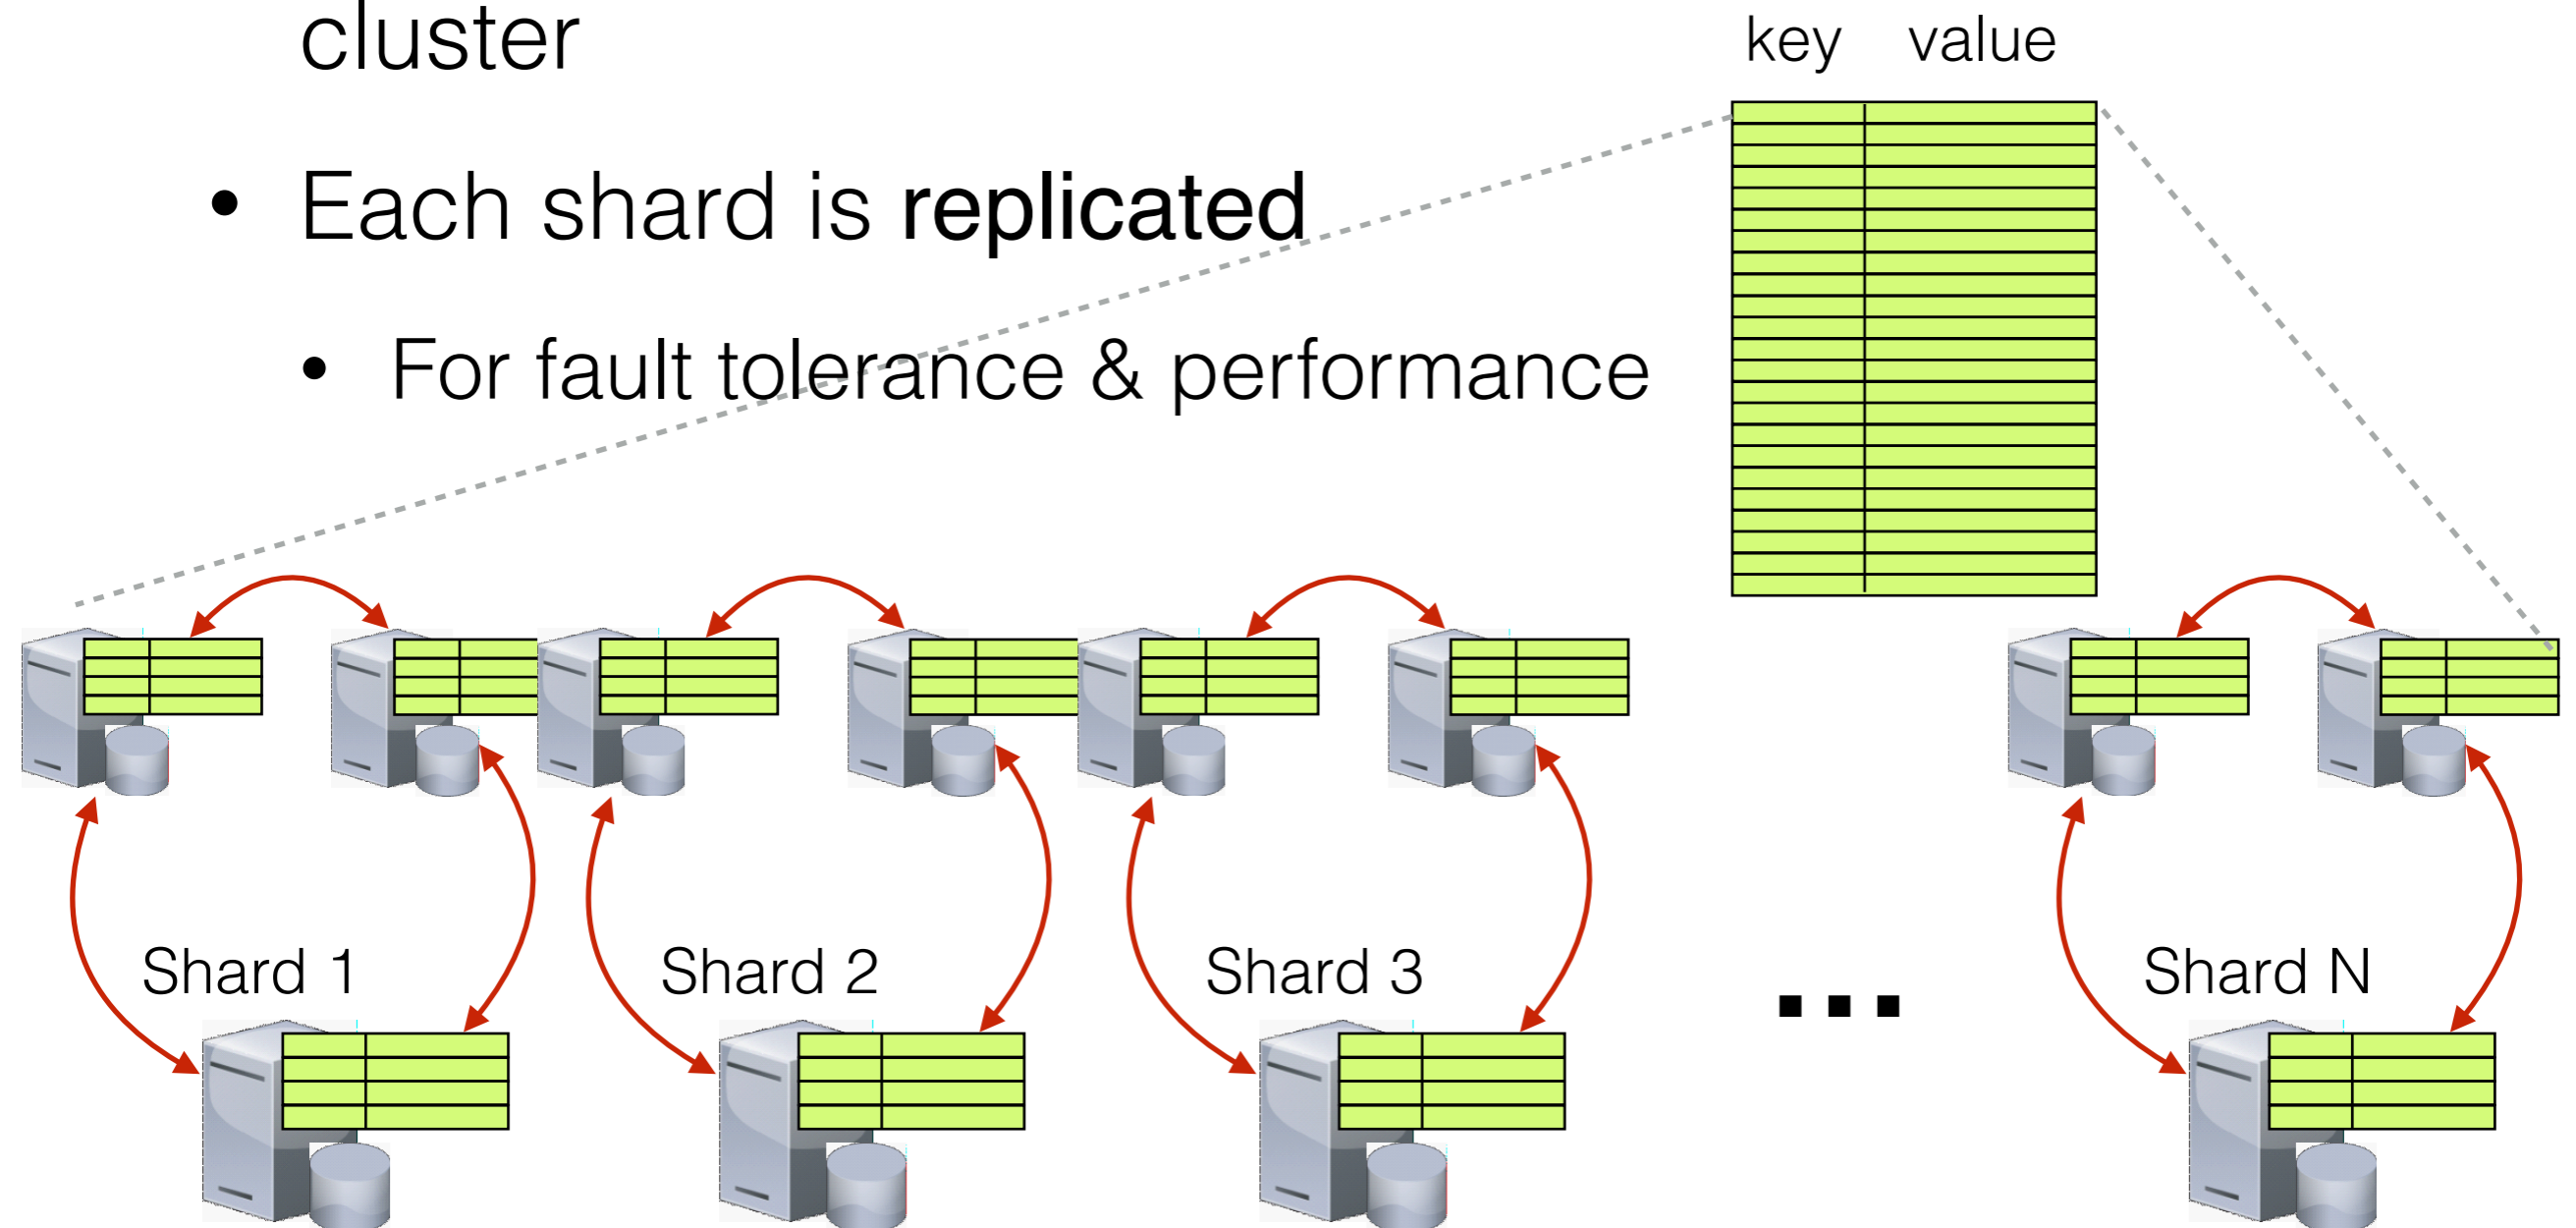 cluster
key value
• Each shard is replicated
• For fault tolerance & performance
Shard 1 Shard 2 Shard 3 ... Shard N